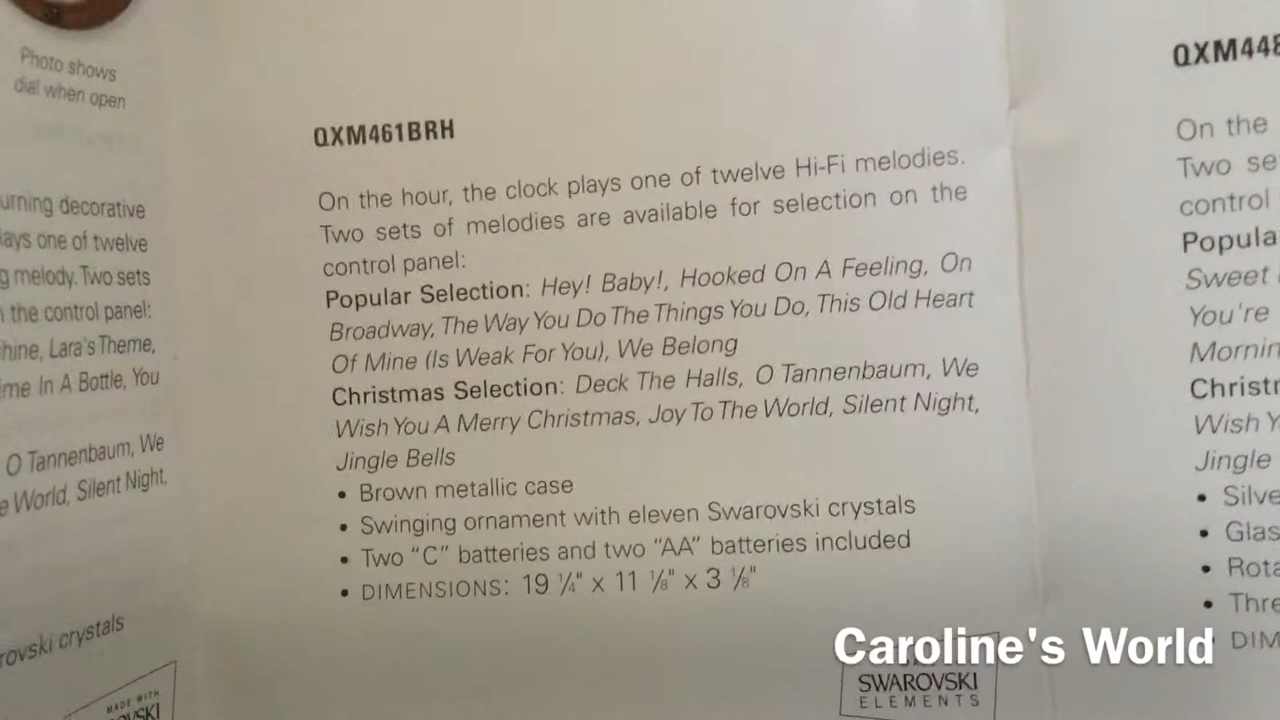 Photo shows
dial when open
urning decorative
ays one of twelve
g melody. Two sets
the control panel:
hine, Lara's Theme,
ime In A Bottle, You
O Tannenbaum, We
e World, Silent Night,
rovski crystals
MADE WITH
OVSKI
QXM461BRH
On the hour, the clock plays one of twelve Hi-Fi melodies.
Two sets of melodies are available for selection on the
control panel:
Popular Selection: Hey! Baby!, Hooked On A Feeling, On
Broadway, The Way You Do The Things You Do, This Old Heart
Of Mine (Is Weak For You), We Belong
Christmas Selection: Deck The Halls, O Tannenbaum, We
Wish You A Merry Christmas, Joy To The World, Silent Night,
Jingle Bells
• Brown metallic case
• Swinging ornament with eleven Swarovski crystals
• Two “C” batteries and two “AA” batteries included
• DIMENSIONS: 19 ¼" x 11 ⅛" x 3 ⅛"
SWAROVSKI
ELEMENTS
QXM448
On the
Two se
control
Popula
Sweet
You're
Mornin
Christm
Wish Y
Jingle
• Silve
• Glas
• Rota
• Thre
• DIM
Caroline's World